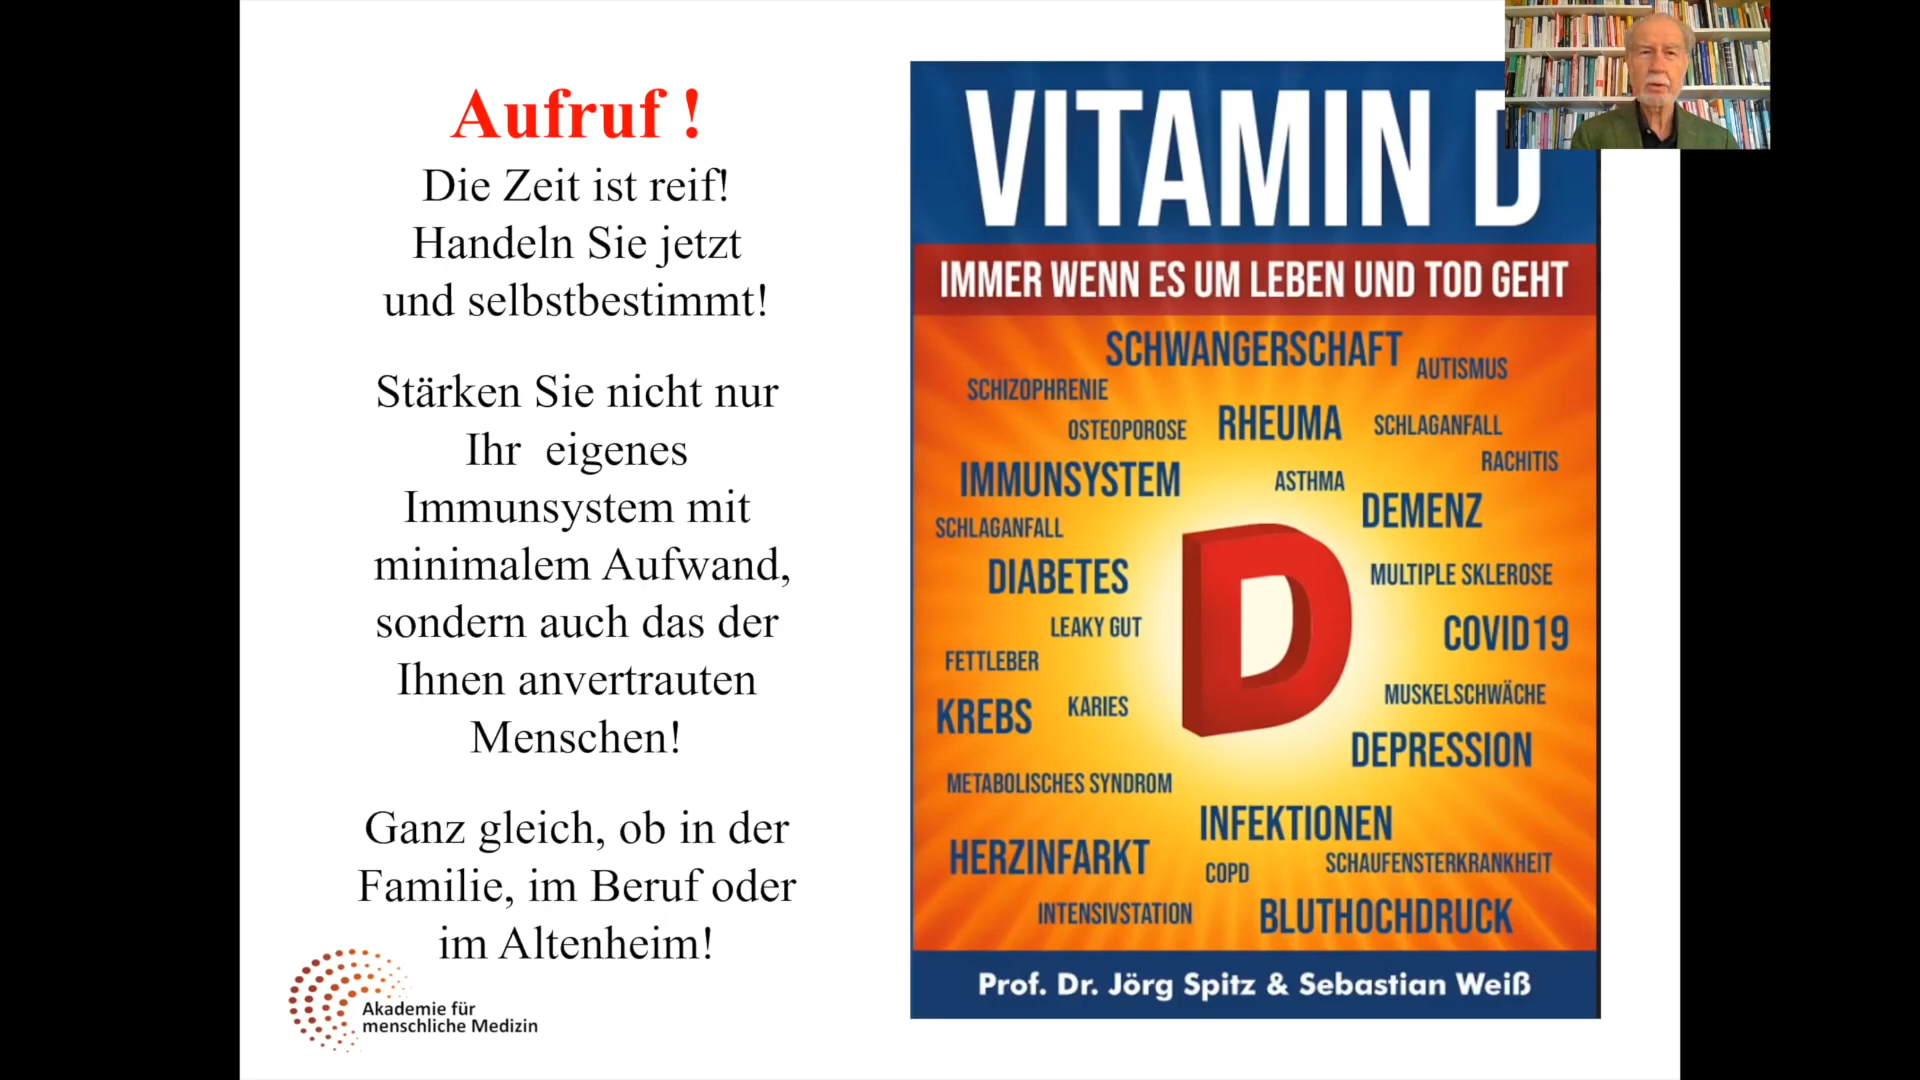 Aufruf !
Die Zeit ist reif!
Handeln Sie jetzt
und selbstbestimmt!
Stärken Sie nicht nur
Ihr eigenes
Immunsystem mit
minimalem Aufwand,
sondern auch das der
Ihnen anvertrauten
Menschen!
Ganz gleich, ob in der
Familie, im Beruf oder
im Altenheim!
Akademie für
menschliche Medizin
VITAMIN D
IMMER WENN ES UM LEBEN UND TOD GEHT
SCHWANGERSCHAFT
AUTISMUS
SCHIZOPHRENIE
OSTEOPOROSE
RHEUMA
SCHLAGANFALL
RACHITIS
IMMUNSYSTEM
ASTHMA
DEMENZ
SCHLAGANFALL
DIABETES
MULTIPLE SKLEROSE
LEAKY GUT
COVID19
FETTLEBER
D
KREBS
KARIES
MUSKELSCHWÄCHE
DEPRESSION
METABOLISCHES SYNDROM
INFEKTIONEN
HERZINFARKT
COPD
SCHAUFENSTERKRANKHEIT
INTENSIVSTATION
BLUTHOCHDRUCK
Prof. Dr. Jörg Spitz & Sebastian Weiß